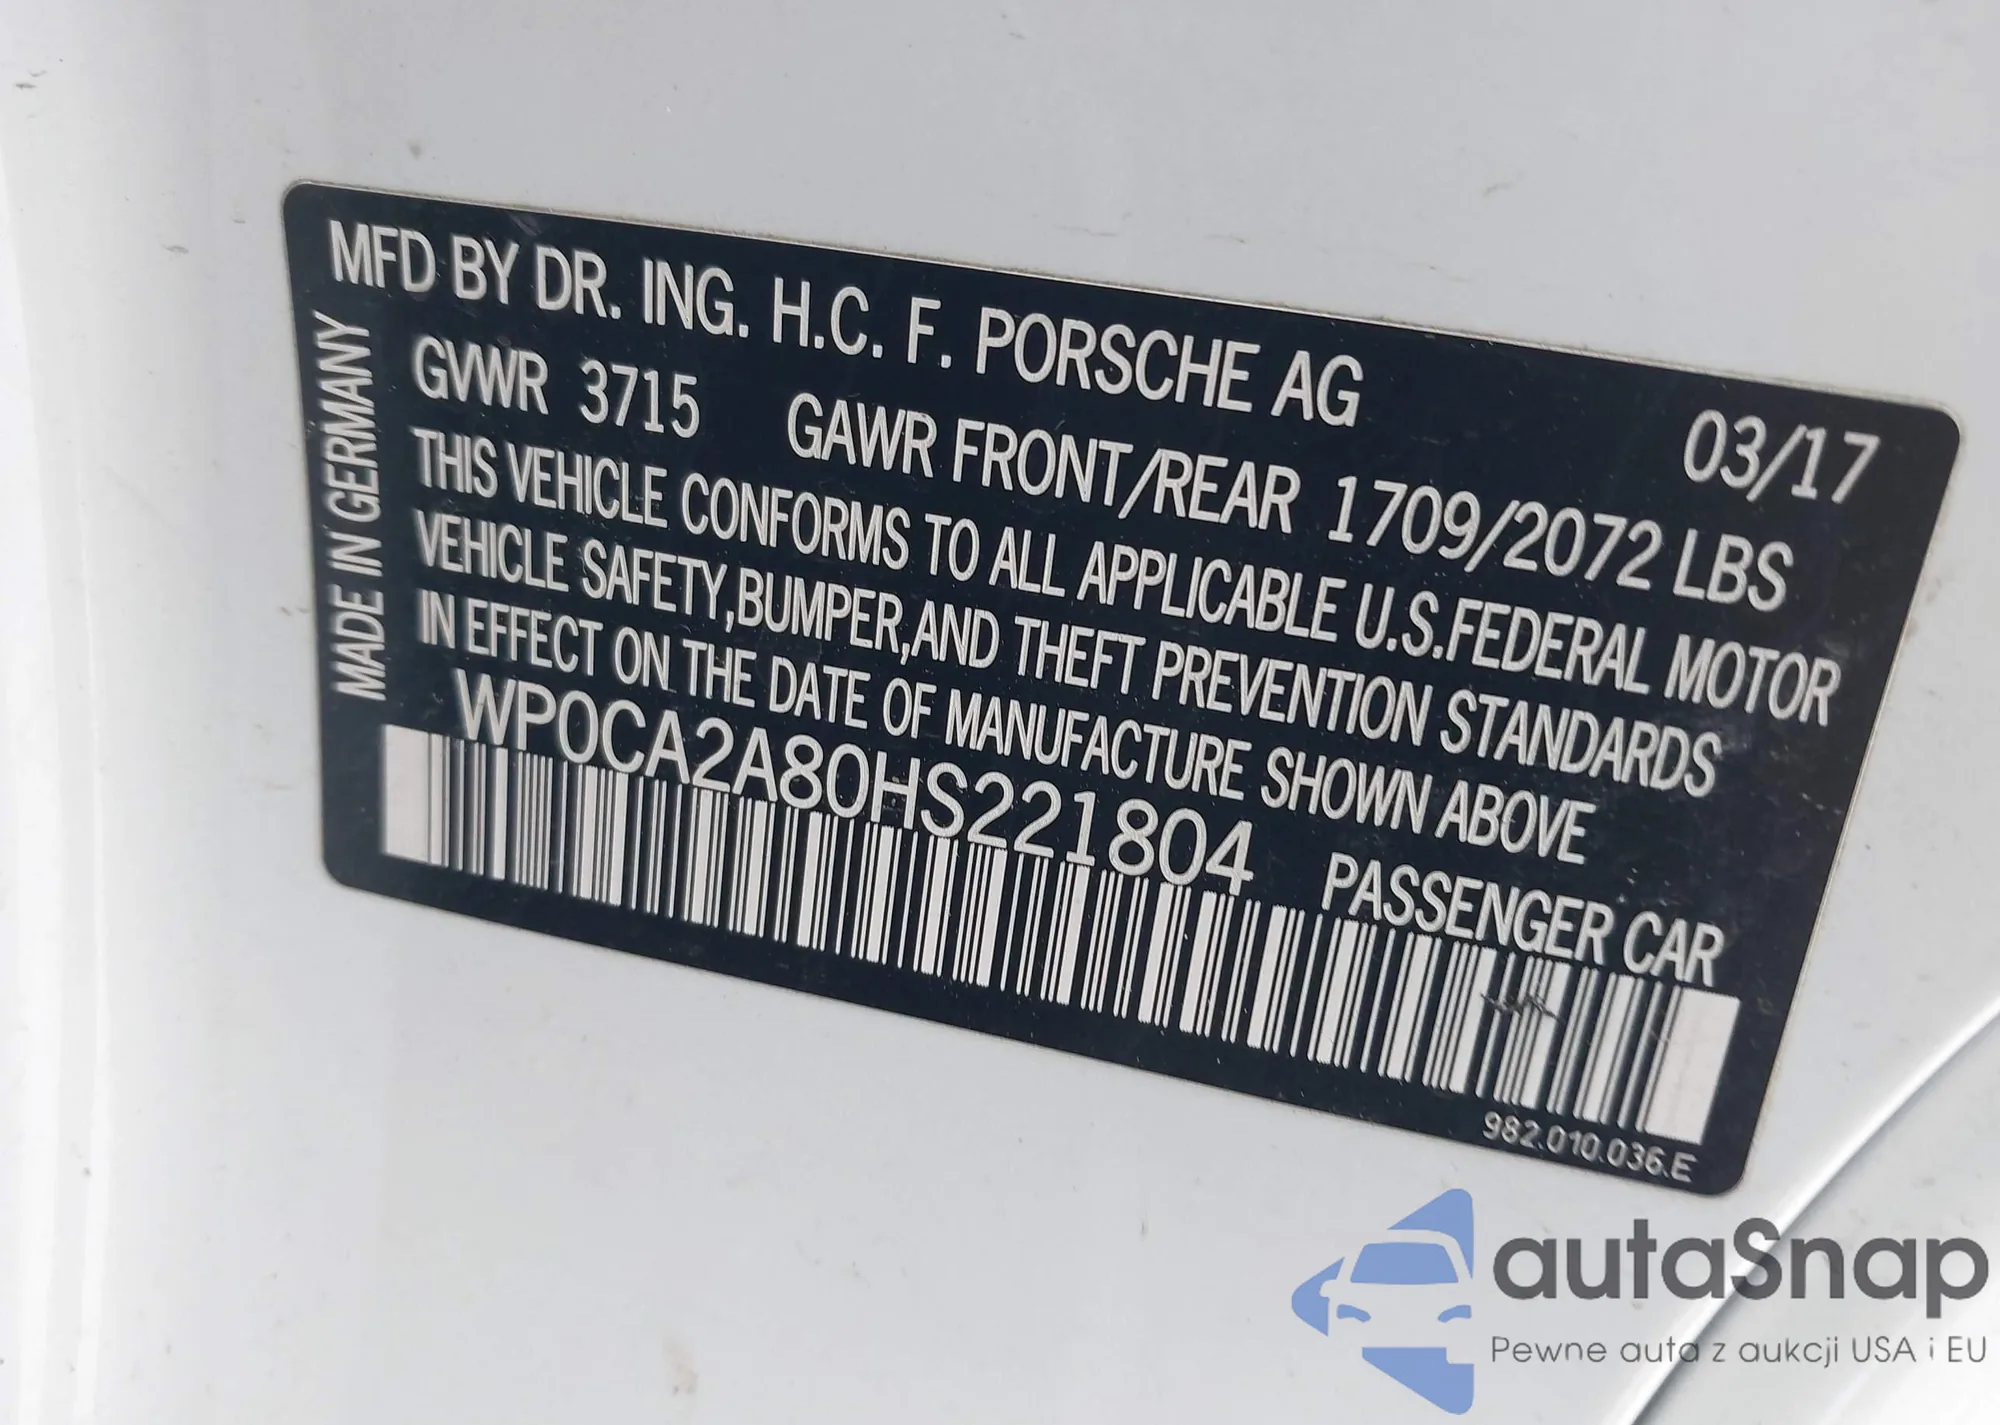 MFD BY DR. ING. H.C. F. PORSCHE AG
03/17
GVWR 3715 GAWR FRONT/REAR 1709/2072 LBS
THIS VEHICLE CONFORMS TO ALL APPLICABLE U.S.FEDERAL MOTOR
VEHICLE SAFETY,BUMPER,AND THEFT PREVENTION STANDARDS
IN EFFECT ON THE DATE OF MANUFACTURE SHOWN ABOVE
WP0CA2A80HS221804
PASSENGER CAR
MADE IN GERMANY
982.010.036.E
autaSnap
Pewne auta z aukcji USA i EU